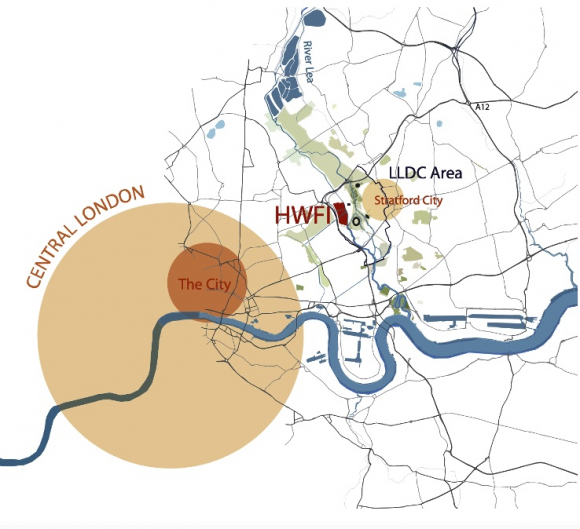 River Lea
A12
LLDC Area
Stratford City
HWFI
CENTRAL LONDON
The City